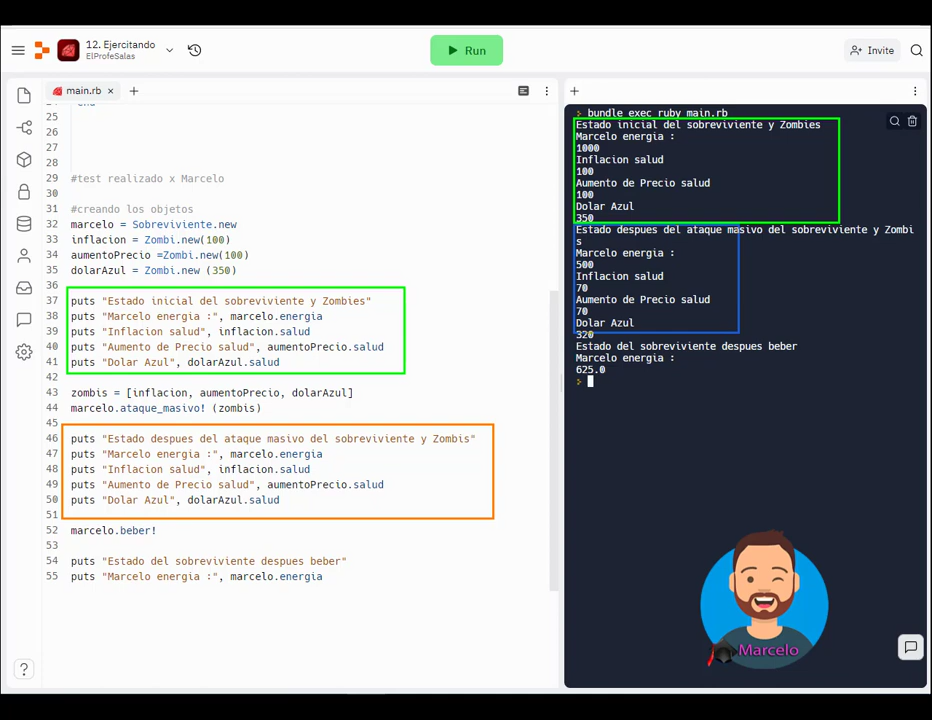 12. Ejercitando
ElProfeSalas
Run
Invite
main.rb
25
26
27
28
29 #test realizado x Marcelo
30
31 #creando los objetos
32 marcelo = Sobreviviente.new
33 inflacion = Zombi.new(100)
34 aumentoPrecio =Zombi.new(100)
35 dolarAzul = Zombi.new (350)
36
37 puts "Estado inicial del sobreviviente y Zombies"
38 puts "Marcelo energia :", marcelo.energia
39 puts "Inflacion salud", inflacion.salud
40 puts "Aumento de Precio salud", aumentoPrecio.salud
41 puts "Dolar Azul", dolarAzul.salud
42
43 zombis = [inflacion, aumentoPrecio, dolarAzul]
44 marcelo.ataque_masivo! (zombis)
45
46 puts "Estado despues del ataque masivo del sobreviviente y Zombis"
47 puts "Marcelo energia :", marcelo.energia
48 puts "Inflacion salud", inflacion.salud
49 puts "Aumento de Precio salud", aumentoPrecio.salud
50 puts "Dolar Azul", dolarAzul.salud
51
52 marcelo.beber!
53
54 puts "Estado del sobreviviente despues beber"
55 puts "Marcelo energia :", marcelo.energia
bundle exec ruby main.rb
Estado inicial del sobreviviente y Zombies
Marcelo energia :
1000
Inflacion salud
100
Aumento de Precio salud
100
Dolar Azul
350
Estado despues del ataque masivo del sobreviviente y Zombi
s
Marcelo energia :
500
Inflacion salud
70
Aumento de Precio salud
70
Dolar Azul
320
Estado del sobreviviente despues beber
Marcelo energia :
625.0
Marcelo